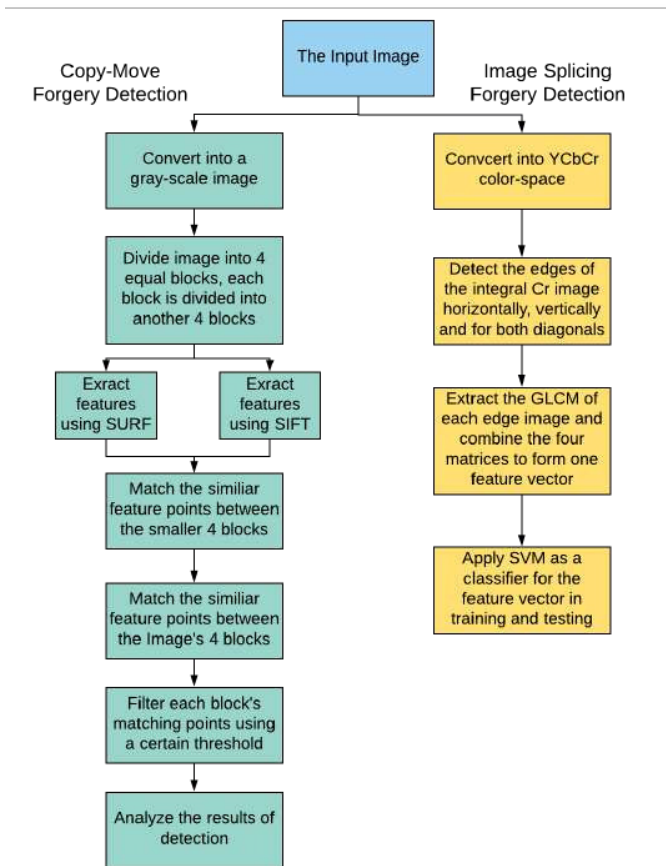 The Input Image
Copy-Move
Forgery Detection
Image Splicing
Forgery Detection
Convert into a
gray-scale image
Divide image into 4
equal blocks, each
block is divided into
another 4 blocks
Exract
features
using SURF
Exract
features
using SIFT
Match the similiar
feature points between
the smaller 4 blocks
Match the similiar
feature points between
the Image's 4 blocks
Filter each block's
matching points using
a certain threshold
Analyze the results of
detection
Convcert into YCbCr
color-space
Detect the edges of
the integral Cr image
horizontally, vertically
and for both diagonals
Extract the GLCM of
each edge image and
combine the four
matrices to form one
feature vector
Apply SVM as a
classifier for the
feature vector in
training and testing